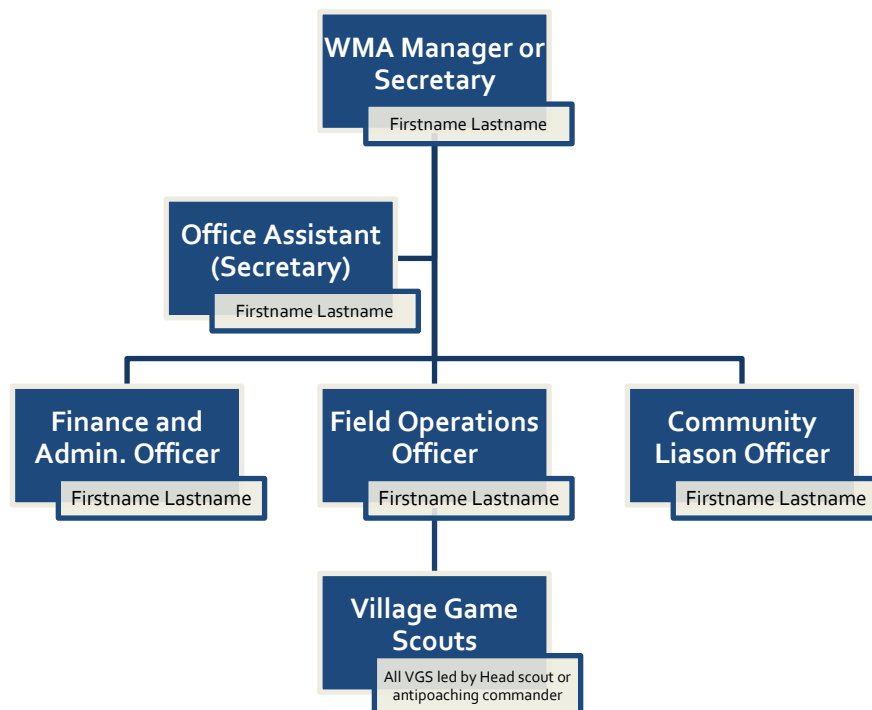 WMA Manager or
Secretary
Firstname Lastname
Office Assistant
(Secretary)
Firstname Lastname
Finance and
Admin. Officer
Firstname Lastname
Field Operations
Officer
Firstname Lastname
Community
Liason Officer
Firstname Lastname
Village Game
Scouts
All VGS led by Head scout or
antipoaching commander